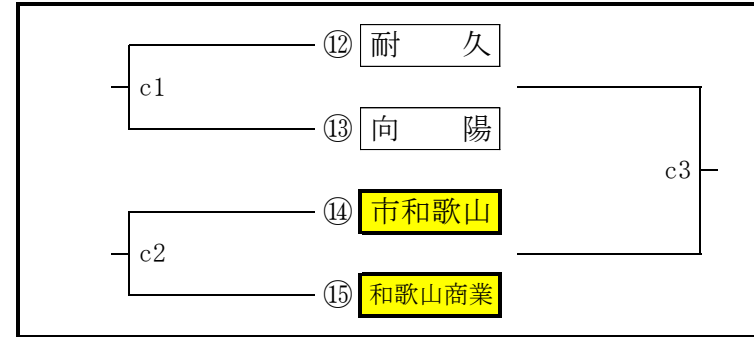 ⑫ 耐 久
c1
⑬ 向 陽
c3
⑭ 市和歌山
c2
⑮ 和歌山商業